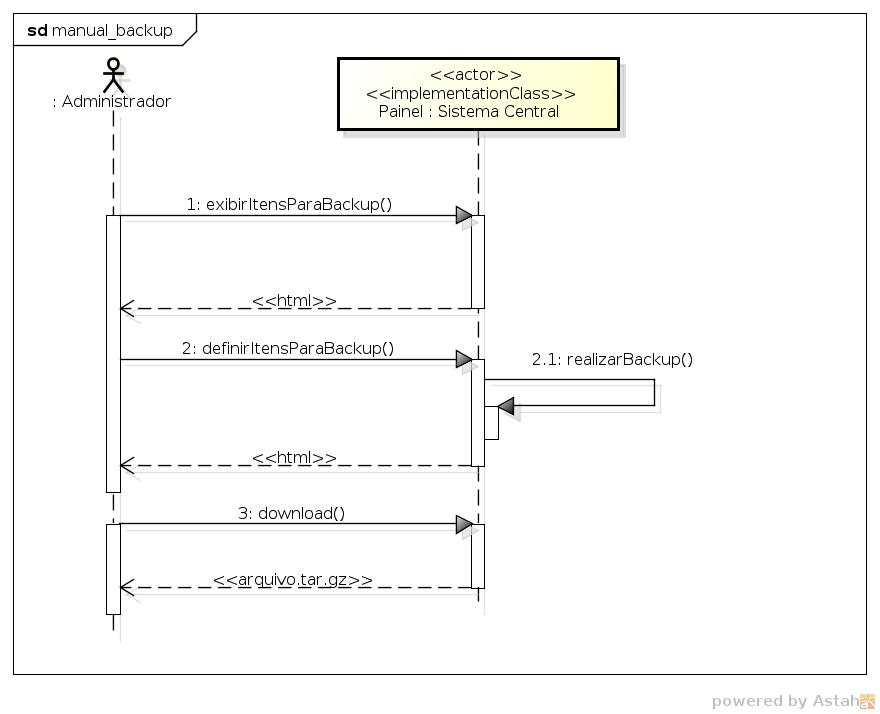 sd manual_backup
: Administrador
<<actor>>
<<implementationClass>>
Painel : Sistema Central
1: exibirItensParaBackup()
<<html>>
2: definirItensParaBackup()
2.1: realizarBackup()
<<html>>
3: download()
<<arquivo.tar.gz>>
powered by Astah